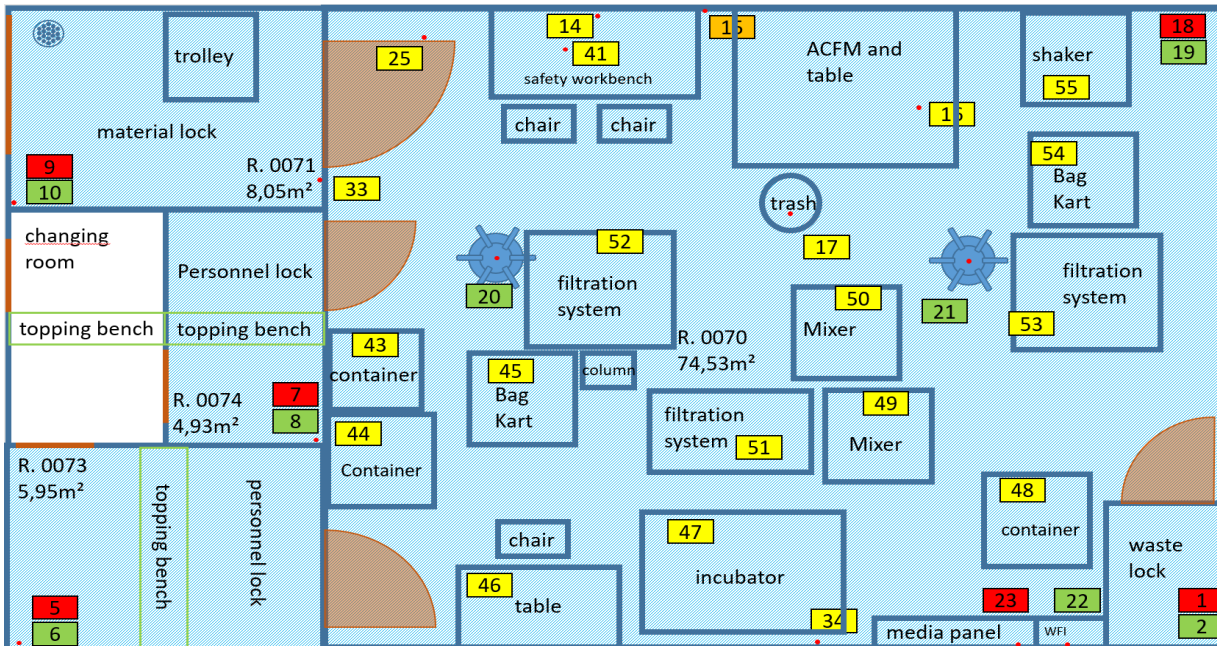 trolley
material lock
9
10
R. 0071
8,05m²
25
33
14
41
safety workbench
chair
chair
15
ACFM and
table
16
shaker
55
18
19
54
Bag
Kart
trash
17
changing
room
Personnel lock
topping bench
topping bench
R. 0074
4,93m²
7
8
20
52
filtration
system
21
50
Mixer
filtration
system
53
R. 0070
74,53m²
43
container
44
Container
45
Bag
Kart
column
filtration
system
51
49
Mixer
R. 0073
5,95m²
topping bench
personnel lock
5
6
chair
46
table
47
incubator
34
48
container
23
22
media panel
WFI
waste
lock
1
2